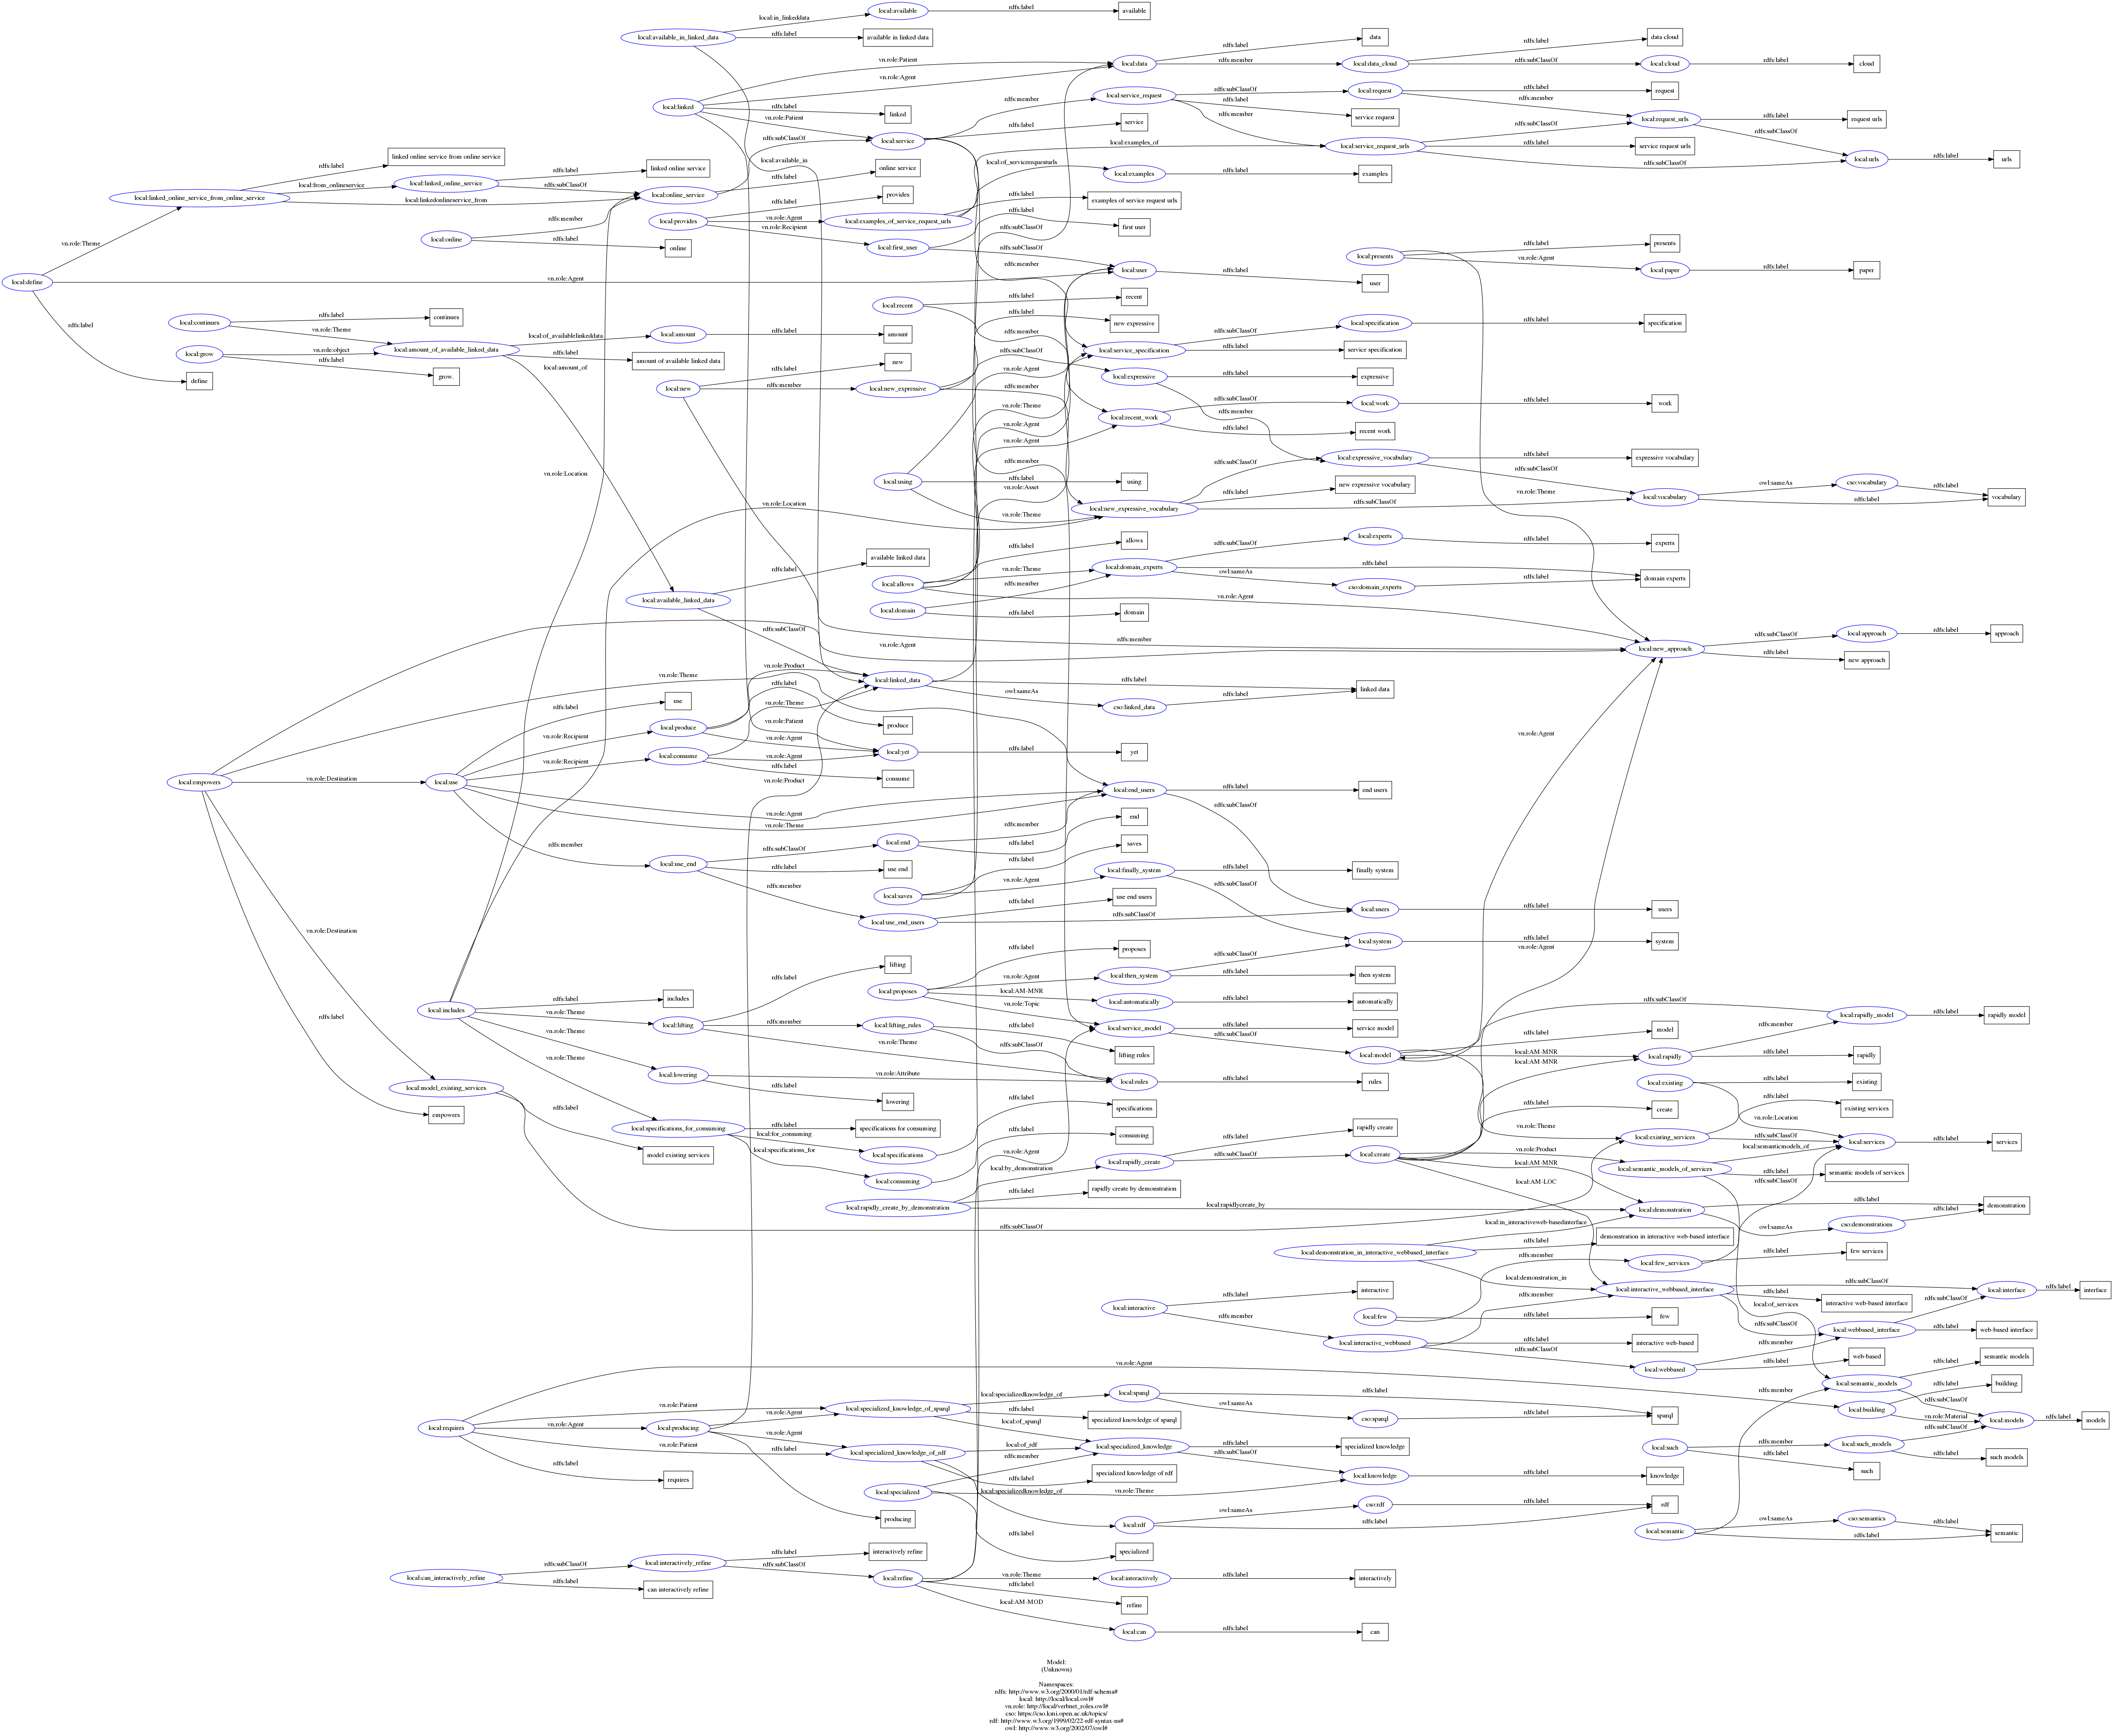 local:in_linkeddata
local:available
rdfs:label
available
local:available_in_linked_data
rdfs:label
available in linked data
rdfs:label
data
rdfs:label
data cloud
vn.role:Patient
local:data
rdfs:member
local:data_cloud
rdfs:subClassOf
local:cloud
rdfs:label
cloud
vn.role:Agent
local:linked
rdfs:label
linked
rdfs:member
local:service_request
rdfs:subClassOf
local:request
rdfs:label
request
rdfs:label
service request
rdfs:member
vn.role:Patient
rdfs:label
service
rdfs:member
local:request_urls
rdfs:label
request urls
rdfs:subClassOf
local:service
local:examples_of
local:service_request_urls
rdfs:subClassOf
rdfs:label
service request urls
rdfs:subClassOf
rdfs:subClassOf
local:urls
rdfs:label
urls
linked online service from online service
rdfs:label
local:from_onlineservice
local:linked_online_service
rdfs:label
linked online service
rdfs:subClassOf
local:available_in
rdfs:label
online service
local:of_servicerequesturls
local:examples
rdfs:label
examples
local:linked_online_service_from_online_service
local:linkedonlineservice_from
local:online_service
rdfs:label
provides
rdfs:label
examples of service request urls
local:provides
vn.role:Agent
local:examples_of_service_request_urls
vn.role:Recipient
rdfs:label
first user
rdfs:member
local:online
rdfs:label
online
local:first_user
rdfs:subClassOf
rdfs:subClassOf
vn.role:Theme
local:define
vn.role:Agent
rdfs:member
local:user
rdfs:label
user
local:presents
rdfs:label
presents
vn.role:Agent
local:paper
rdfs:label
paper
rdfs:label
define
local:continues
rdfs:label
continues
vn.role:Theme
local:grow
vn.role:object
rdfs:label
grow.
local:amount_of_available_linked_data
local:of_availablelinkeddata
local:amount
rdfs:label
amount
rdfs:label
amount of available linked data
local:amount_of
local:recent
rdfs:label
recent
rdfs:label
new expressive
rdfs:member
local:service_specification
rdfs:subClassOf
local:specification
rdfs:label
specification
rdfs:label
service specification
local:new
rdfs:label
new
rdfs:member
local:new_expressive
rdfs:subClassOf
local:expressive
rdfs:label
expressive
vn.role:Agent
rdfs:member
rdfs:member
vn.role:Theme
local:recent_work
rdfs:subClassOf
local:work
rdfs:label
work
rdfs:label
recent work
vn.role:Agent
vn.role:Agent
vn.role:Location
rdfs:member
local:using
rdfs:label
using
vn.role:Asset
vn.role:Theme
rdfs:subClassOf
local:expressive_vocabulary
rdfs:label
expressive vocabulary
rdfs:subClassOf
local:new_expressive_vocabulary
rdfs:label
new expressive vocabulary
rdfs:subClassOf
vn.role:Theme
local:vocabulary
owl:sameAs
cso:vocabulary
rdfs:label
rdfs:label
vocabulary
vn.role:Location
available linked data
rdfs:label
local:available_linked_data
rdfs:label
allows
local:allows
vn.role:Theme
rdfs:member
local:domain_experts
rdfs:subClassOf
local:experts
rdfs:label
experts
rdfs:label
owl:sameAs
cso:domain_experts
rdfs:label
domain experts
local:domain
rdfs:label
domain
vn.role:Agent
rdfs:subClassOf
rdfs:member
vn.role:Agent
local:new_approach
rdfs:subClassOf
local:approach
rdfs:label
approach
rdfs:label
new approach
vn.role:Theme
vn.role:Product
local:linked_data
rdfs:label
linked data
owl:sameAs
cso:linked_data
rdfs:label
rdfs:label
use
rdfs:label
vn.role:Theme
local:produce
produce
vn.role:Patient
vn.role:Agent
vn.role:Recipient
vn.role:Recipient
local:consume
vn.role:Agent
local:yet
rdfs:label
yet
rdfs:label
consume
vn.role:Product
vn.role:Agent
local:empowers
vn.role:Destination
local:use
vn.role:Agent
vn.role:Theme
local:end_users
rdfs:label
end users
rdfs:subClassOf
rdfs:member
local:use_end
rdfs:subClassOf
local:end
rdfs:member
rdfs:label
end
rdfs:label
use end
rdfs:member
rdfs:label
saves
local:saves
vn.role:Agent
local:finally_system
rdfs:label
finally system
rdfs:subClassOf
local:use_end_users
rdfs:label
use end users
rdfs:subClassOf
local:users
rdfs:label
users
local:system
rdfs:label
system
vn.role:Agent
vn.role:Destination
rdfs:label
local:includes
rdfs:label
includes
vn.role:Theme
local:lifting
rdfs:label
lifting
rdfs:member
local:lifting_rules
vn.role:Theme
rdfs:label
lifting rules
rdfs:subClassOf
local:proposes
rdfs:label
proposes
vn.role:Agent
local:then_system
rdfs:subClassOf
rdfs:label
then system
local:AM-MNR
local:automatically
rdfs:label
automatically
vn.role:Topic
local:service_model
rdfs:label
service model
rdfs:subClassOf
local:model
rdfs:label
model
rdfs:subClassOf
local:rapidly_model
rdfs:label
rapidly model
rdfs:member
local:AM-MNR
local:AM-MNR
local:rapidly
rdfs:label
rapidly
vn.role:Theme
local:lowering
vn.role:Attribute
rdfs:label
lowering
local:rules
rdfs:label
rules
vn.role:Theme
local:model_existing_services
empowers
rdfs:label
model existing services
local:specifications_for_consuming
rdfs:label
specifications for consuming
local:for_consuming
local:specifications
rdfs:label
specifications
local:specifications_for
local:consuming
rdfs:label
consuming
local:existing
rdfs:label
existing
rdfs:label
existing services
vn.role:Location
rdfs:label
create
vn.role:Theme
local:existing_services
rdfs:subClassOf
local:services
rdfs:label
services
local:semanticmodels_of
rdfs:label
rapidly create
vn.role:Agent
local:by_demonstration
local:rapidly_create
rdfs:subClassOf
local:create
vn.role:Product
local:semantic_models_of_services
rdfs:label
semantic models of services
rdfs:subClassOf
local:AM-MNR
local:AM-LOC
local:rapidly_create_by_demonstration
rdfs:label
rapidly create by demonstration
local:rapidlycreate_by
local:demonstration
rdfs:label
demonstration
owl:sameAs
cso:demonstrations
rdfs:label
rdfs:subClassOf
local:in_interactiveweb-basedinterface
local:demonstration_in_interactive_webbased_interface
rdfs:label
demonstration in interactive web-based interface
rdfs:member
local:few_services
rdfs:label
few services
local:demonstration_in
local:interactive_webbased_interface
rdfs:subClassOf
local:interface
rdfs:label
interface
rdfs:label
interactive web-based interface
local:of_services
rdfs:subClassOf
rdfs:subClassOf
local:interactive
rdfs:label
interactive
rdfs:member
rdfs:member
local:few
rdfs:label
few
local:interactive_webbased
rdfs:label
interactive web-based
rdfs:subClassOf
local:webbased
rdfs:member
local:webbased_interface
rdfs:label
web-based interface
rdfs:label
web-based
vn.role:Agent
rdfs:member
local:semantic_models
rdfs:label
semantic models
rdfs:subClassOf
rdfs:label
building
local:building
vn.role:Material
local:models
rdfs:label
models
local:requires
vn.role:Patient
vn.role:Agent
local:producing
vn.role:Agent
vn.role:Agent
vn.role:Patient
rdfs:label
rdfs:label
requires
producing
local:specialized_knowledge_of_sparql
local:specializedknowledge_of
local:sparql
rdfs:label
sparql
owl:sameAs
cso:sparql
rdfs:label
rdfs:label
specialized knowledge of sparql
local:of_sparql
local:specialized_knowledge_of_rdf
local:of_rdf
local:specialized_knowledge
rdfs:label
specialized knowledge
rdfs:subClassOf
rdfs:member
rdfs:label
specialized knowledge of rdf
local:specialized
local:specializedknowledge_of
vn.role:Theme
local:knowledge
rdfs:label
knowledge
local:such
rdfs:member
local:such_models
rdfs:subClassOf
rdfs:label
such models
rdfs:label
such
local:rdf
owl:sameAs
cso:rdf
rdfs:label
rdf
rdfs:label
local:semantic
owl:sameAs
cso:semantics
rdfs:label
semantic
rdfs:label
rdfs:label
specialized
local:can_interactively_refine
rdfs:subClassOf
local:interactively_refine
rdfs:label
interactively refine
rdfs:subClassOf
rdfs:label
can interactively refine
local:refine
vn.role:Theme
local:interactively
rdfs:label
interactively
rdfs:label
refine
local:AM-MOD
local:can
rdfs:label
can
Model:
(Unknown)
Namespaces:
rdfs: http://www.w3.org/2000/01/rdf-schema#
local: http://local/local.owl#
vn.role: http://local/verbnet_roles.owl#
cso: https://cso.kmi.open.ac.uk/topics/
rdf: http://www.w3.org/1999/02/22-rdf-syntax-ns#
owl: http://www.w3.org/2002/07/owl#